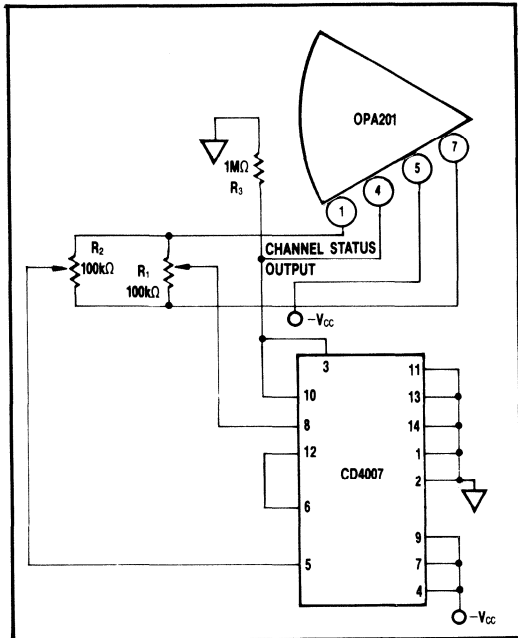 OPA201
7
5
4
1
1MΩ
R₃
CHANNEL STATUS
OUTPUT
R₂
100kΩ
R₁
100kΩ
−Vcc
3
10
8
12
6
5
CD4007
11
13
14
1
2
9
7
4
−Vcc